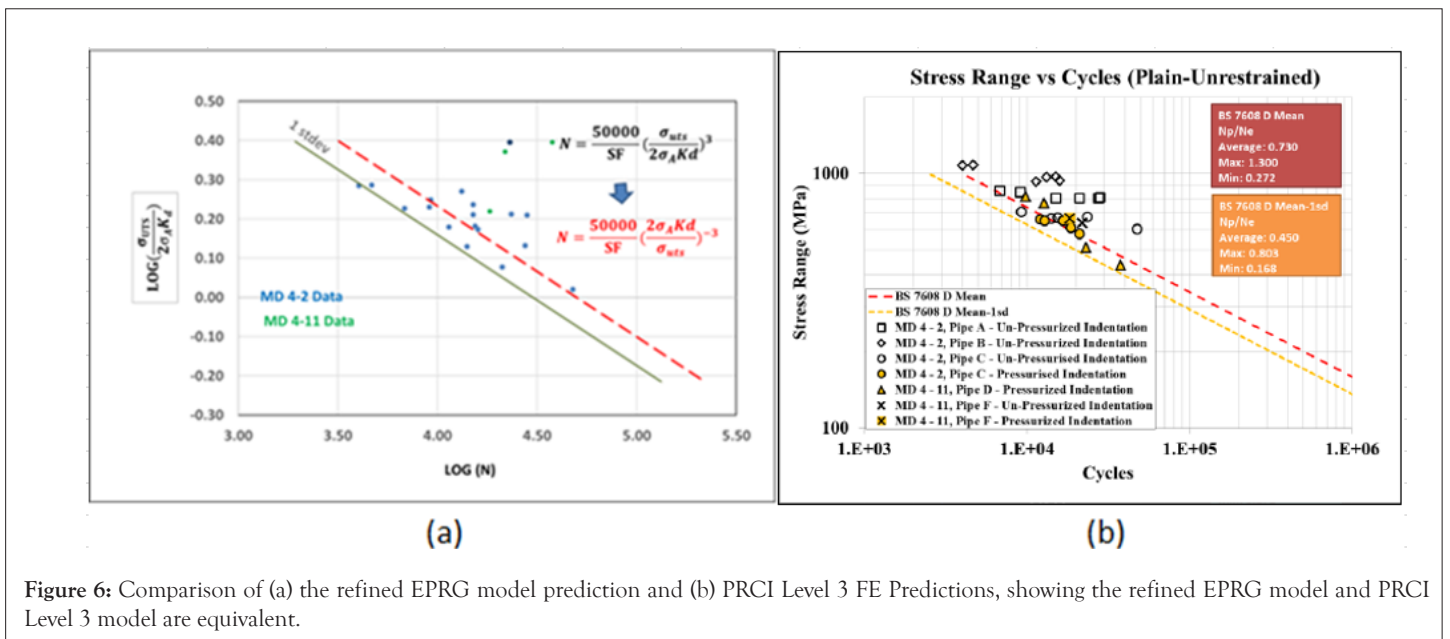 0.50
0.40
0.30
0.20
0.10
0.00
-0.10
-0.20
-0.30
3.00 3.50 4.00 4.50 5.00 5.50
LOG(σUTS/2σAKd)
LOG (N)
1 stdev
N = 50000/SF (σuts/2σAKd)³
N = 50000/SF (2σAKd/σuts)⁻³
MD 4-2 Data
MD 4-11 Data
(a)
Stress Range vs Cycles (Plain-Unrestrained)
1000
100
Stress Range (MPa)
1.E+03 1.E+04 1.E+05 1.E+06
Cycles
BS 7608 D Mean
Np/Ne
Average: 0.730
Max: 1.300
Min: 0.272
BS 7608 D Mean-1sd
Np/Ne
Average: 0.450
Max: 0.803
Min: 0.168
BS 7608 D Mean
BS 7608 D Mean-1sd
MD 4 - 2, Pipe A - Un-Pressurized Indentation
MD 4 - 2, Pipe B - Un-Pressurized Indentation
MD 4 - 2, Pipe C - Un-Pressurised Indentation
MD 4 - 2, Pipe C - Pressurised Indentation
MD 4 - 11, Pipe D - Pressurized Indentation
MD 4 - 11, Pipe F - Un-Pressurized Indentation
MD 4 - 11, Pipe F - Pressurized Indentation
(b)
Figure 6: Comparison of (a) the refined EPRG model prediction and (b) PRCI Level 3 FE Predictions, showing the refined EPRG model and PRCI
Level 3 model are equivalent.